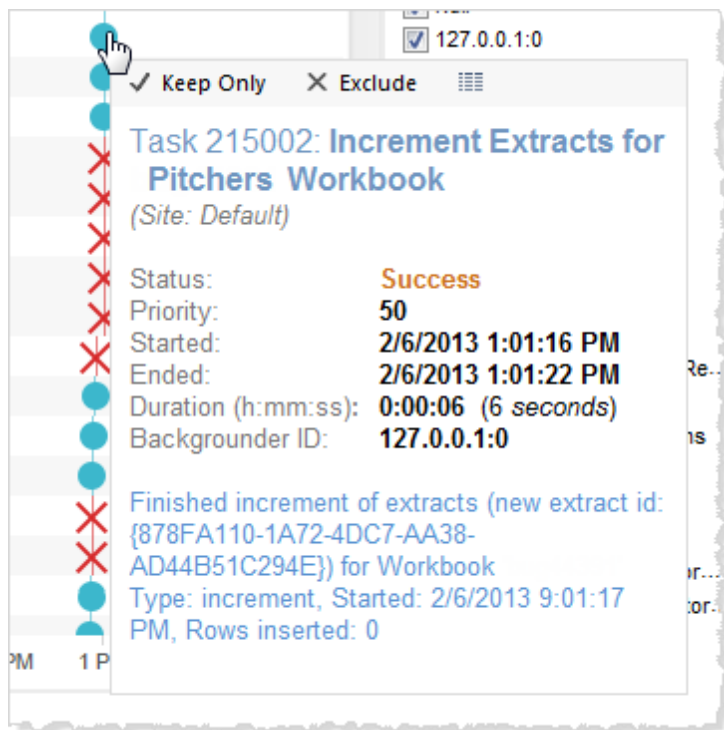 127.0.0.1:0
Keep Only Exclude
Task 215002: Increment Extracts for
Pitchers Workbook
(Site: Default)
Status: Success
Priority: 50
Started: 2/6/2013 1:01:16 PM
Ended: 2/6/2013 1:01:22 PM
Re...
Duration (h:mm:ss): 0:00:06 (6 seconds)
Backgrounder ID: 127.0.0.1:0
ns
Finished increment of extracts (new extract id:
{878FA110-1A72-4DC7-AA38-
AD44B51C294E}) for Workbook
Type: increment, Started: 2/6/2013 9:01:17
PM, Rows inserted: 0
PM 1 P